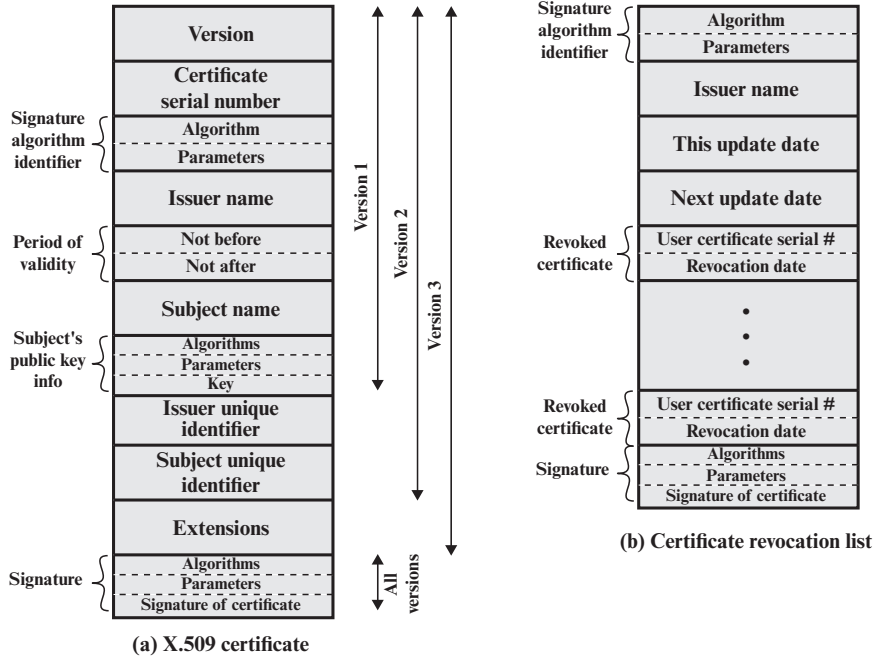 Version
Certificate
serial number
Signature
algorithm
identifier
Algorithm
Parameters
Issuer name
Period of
validity
Not before
Not after
Subject name
Subject's
public key
info
Algorithms
Parameters
Key
Issuer unique
identifier
Subject unique
identifier
Extensions
Signature
Algorithms
Parameters
Signature of certificate
Version 1
Version 2
Version 3
All
versions
(a) X.509 certificate
Signature
algorithm
identifier
Algorithm
Parameters
Issuer name
This update date
Next update date
Revoked
certificate
User certificate serial #
Revocation date
Revoked
certificate
User certificate serial #
Revocation date
Signature
Algorithms
Parameters
Signature of certificate
(b) Certificate revocation list